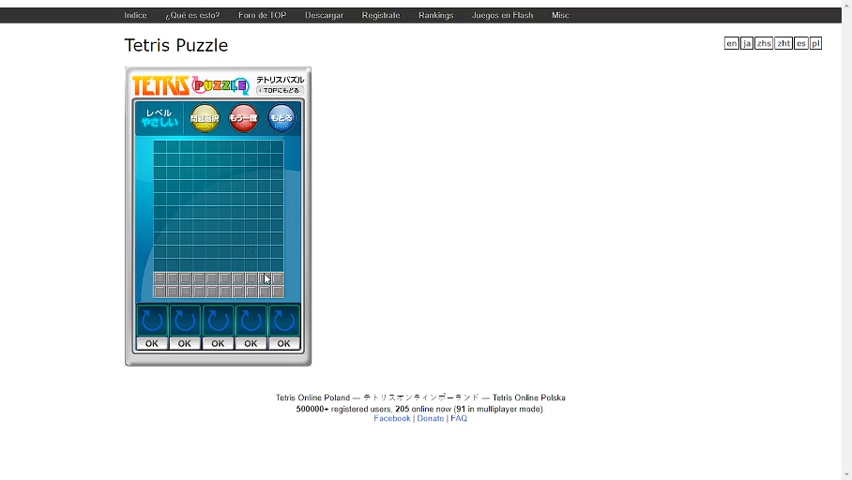 Indice ¿Qué es esto? Foro de TOP Descargar Registrate Rankings Juegos en Flash Misc
Tetris Puzzle
en ja zhs zht es pl
TETRIS PUZZLE テトリスパズル
‹ TOPにもどる
レベル やさしい 問題選択 もう一度 もどる
OK OK OK OK OK
Tetris Online Poland — テトリスオンラインポーランド — Tetris Online Polska
500000+ registered users, 205 online now (91 in multiplayer mode).
Facebook | Donate | FAQ